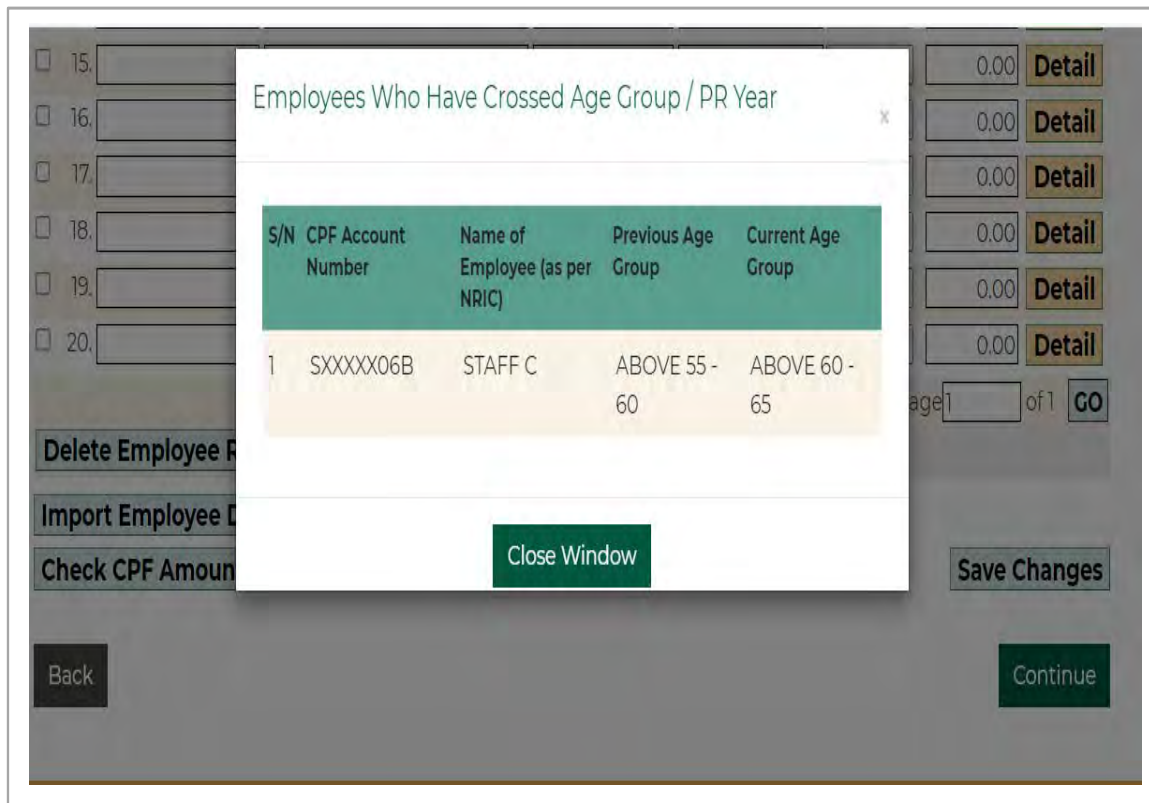 Employees Who Have Crossed Age Group / PR Year
x
S/N CPF Account Number Name of Employee (as per NRIC) Previous Age Group Current Age Group
1 SXXXXX06B STAFF C ABOVE 55 - 60 ABOVE 60 - 65
Close Window
15. 0.00 Detail
16. 0.00 Detail
17. 0.00 Detail
18. 0.00 Detail
19. 0.00 Detail
20. 0.00 Detail
age 1 of 1 GO
Delete Employee R
Import Employee D
Check CPF Amoun Save Changes
Back Continue